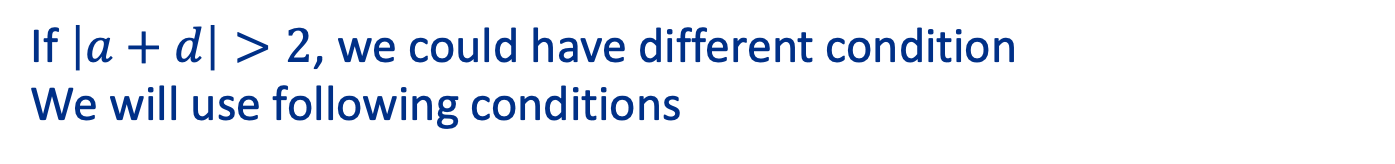 If |a + d| > 2, we could have different condition
We will use following conditions